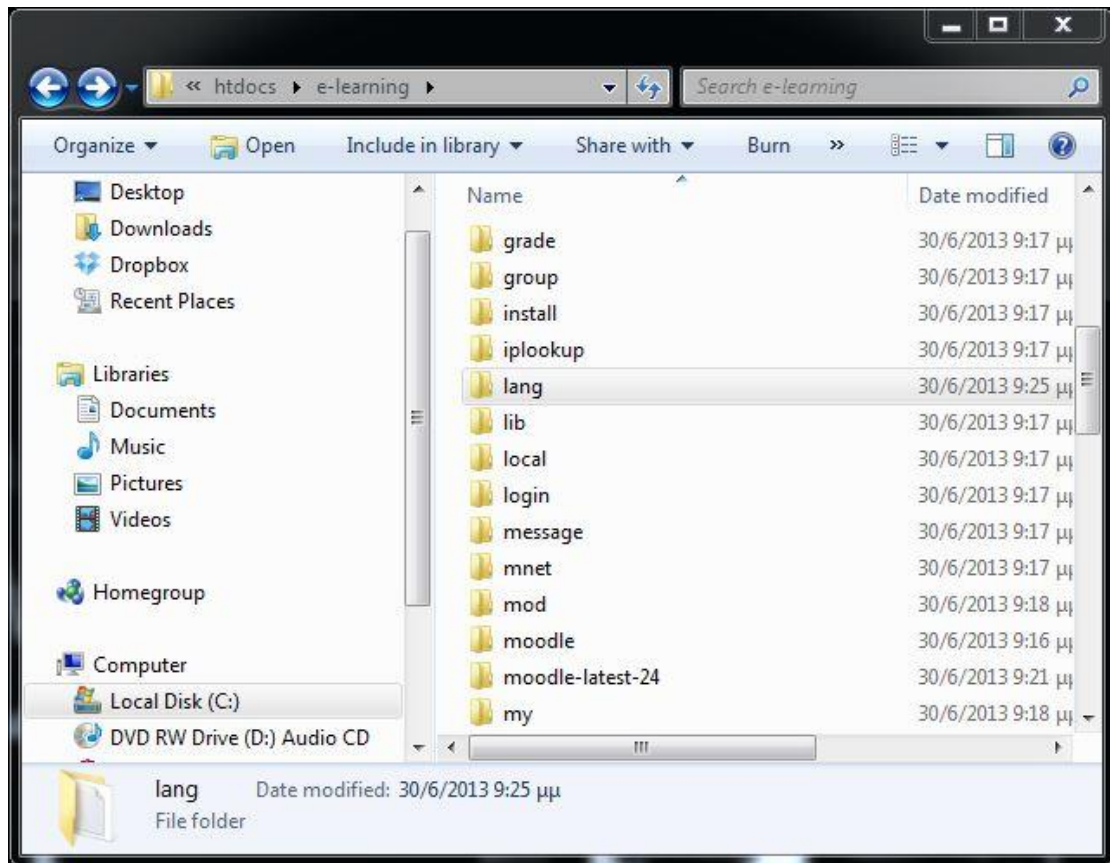 « htdocs ▸ e-learning ▸ Search e-learning
Organize Open Include in library Share with Burn »
Desktop
Downloads
Dropbox
Recent Places
Libraries
Documents
Music
Pictures
Videos
Homegroup
Computer
Local Disk (C:)
DVD RW Drive (D:) Audio CD
Name Date modified
grade 30/6/2013 9:17 μμ
group 30/6/2013 9:17 μμ
install 30/6/2013 9:17 μμ
iplookup 30/6/2013 9:17 μμ
lang 30/6/2013 9:25 μμ
lib 30/6/2013 9:17 μμ
local 30/6/2013 9:17 μμ
login 30/6/2013 9:17 μμ
message 30/6/2013 9:17 μμ
mnet 30/6/2013 9:17 μμ
mod 30/6/2013 9:18 μμ
moodle 30/6/2013 9:16 μμ
moodle-latest-24 30/6/2013 9:21 μμ
my 30/6/2013 9:18 μμ
lang Date modified: 30/6/2013 9:25 μμ
File folder